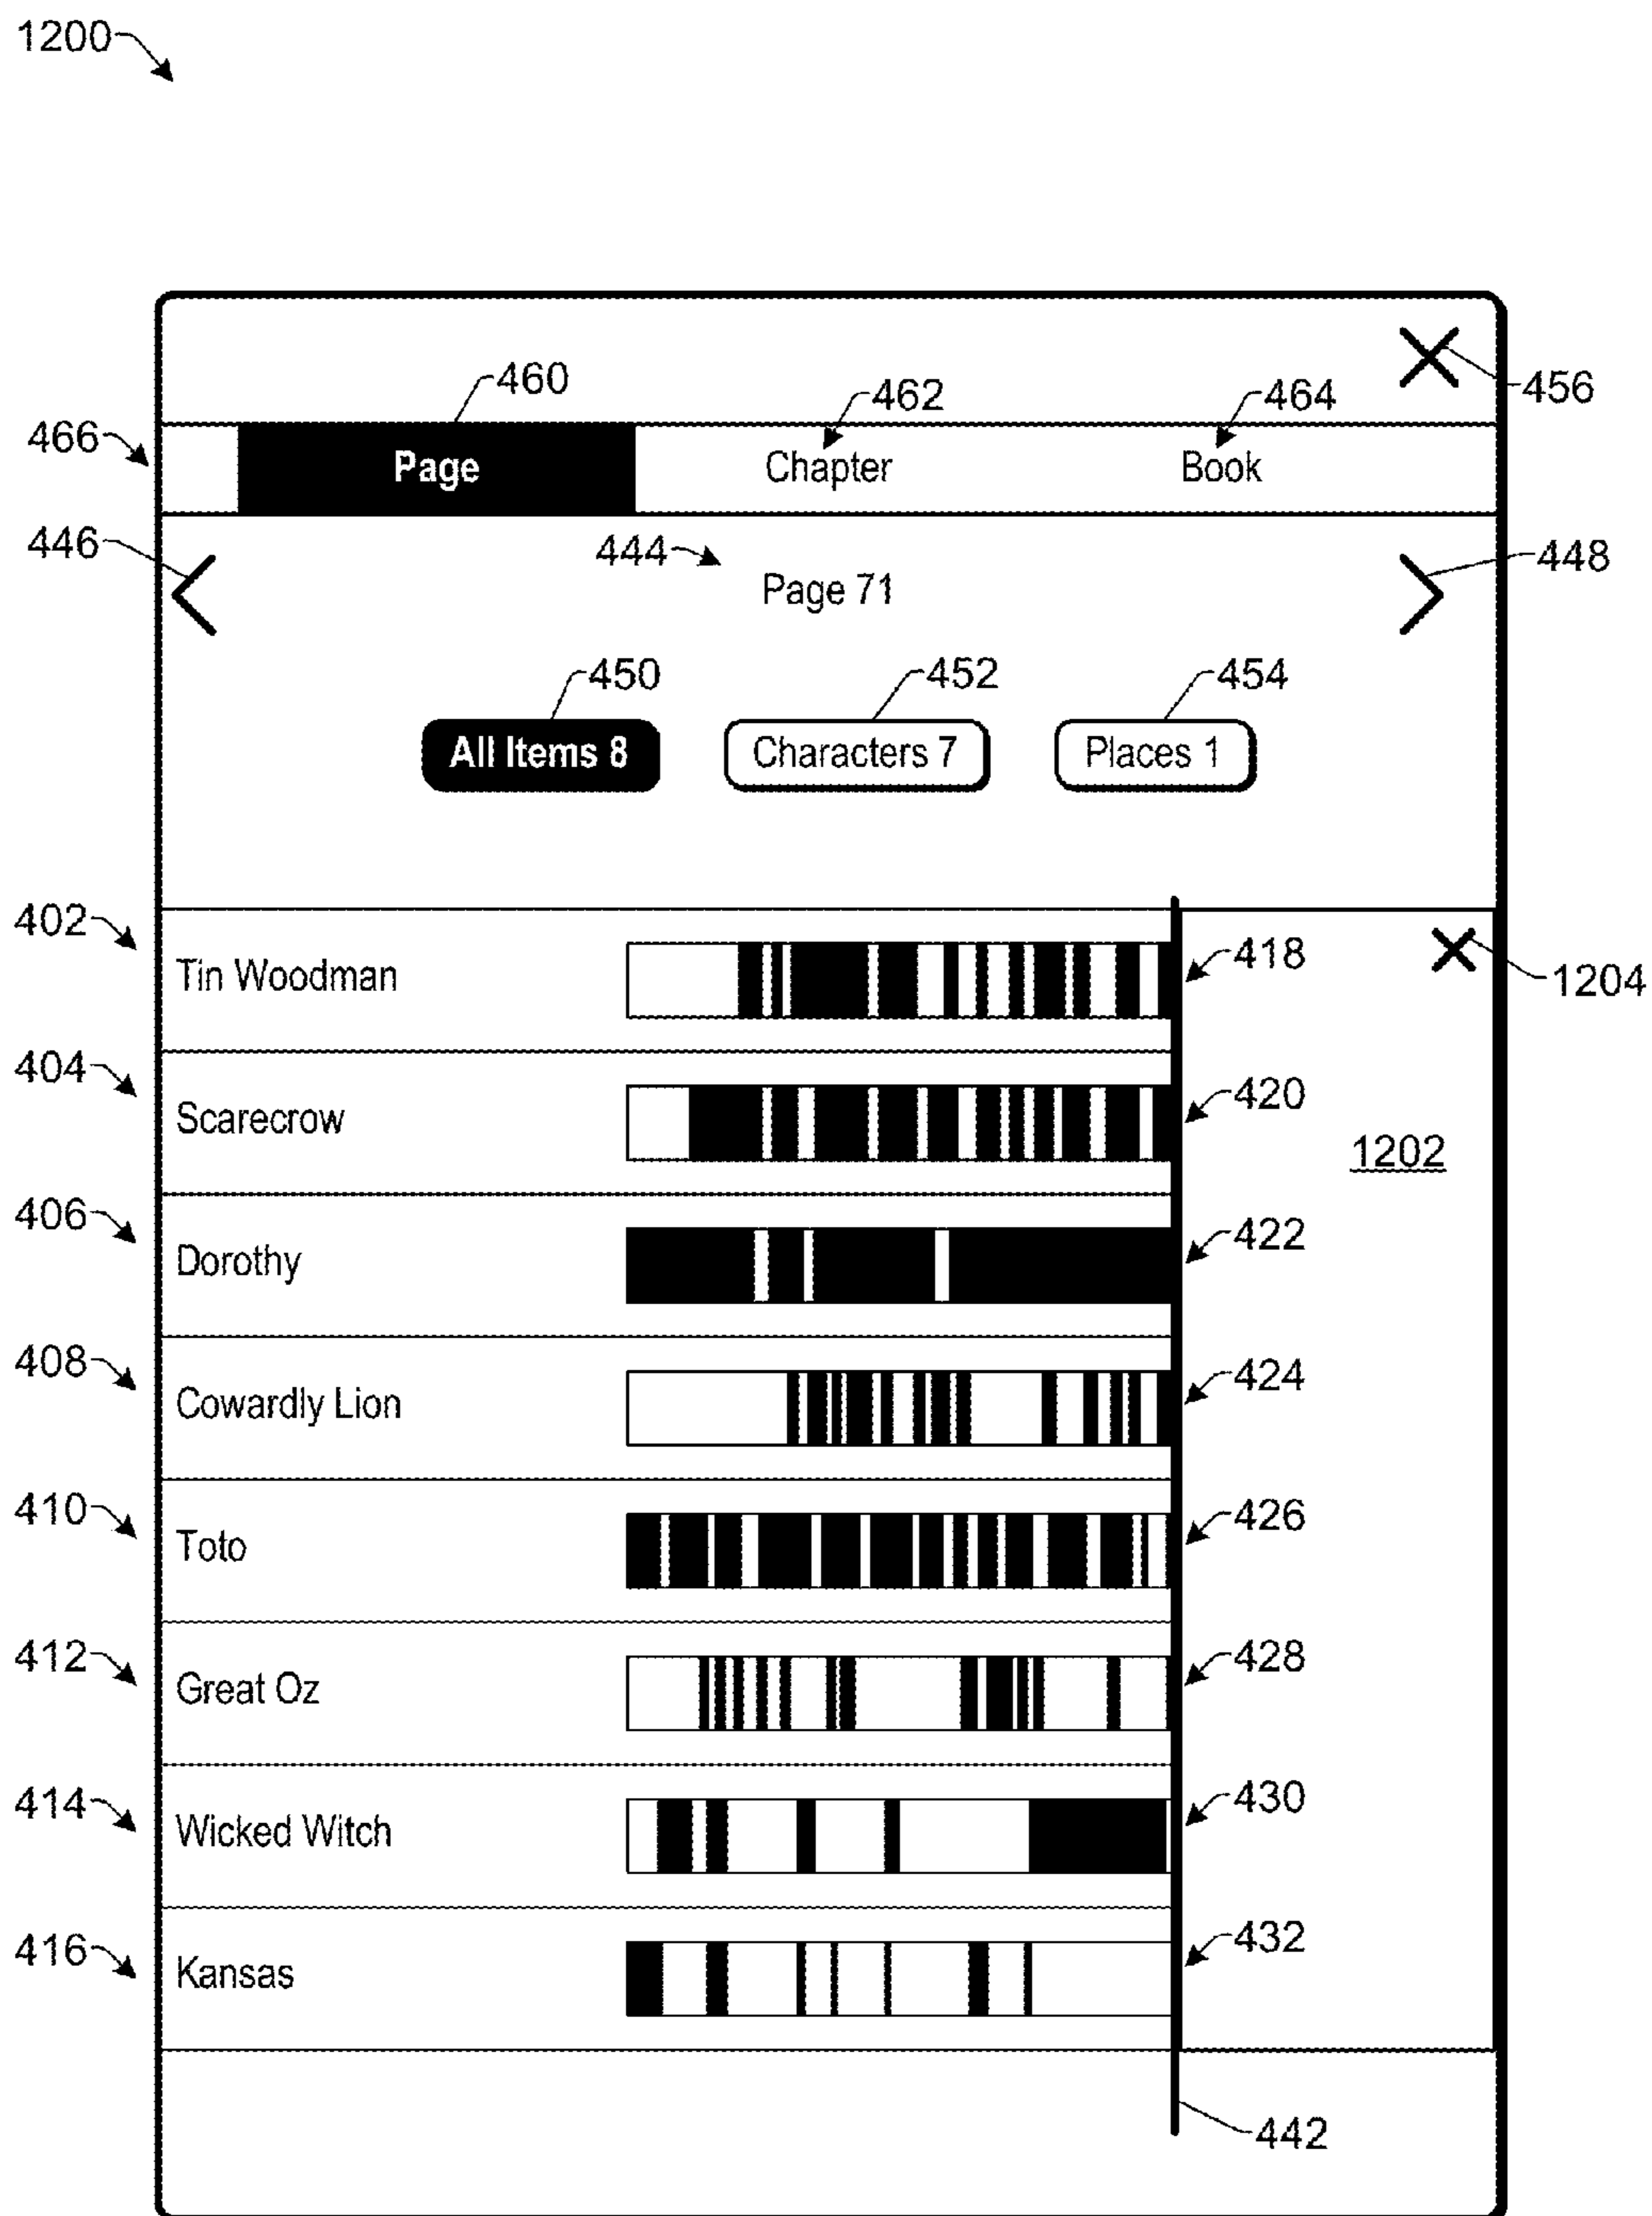 1200
460
462
464
456
466
Page Chapter Book
446
444
448
Page 71
450
452
454
All Items 8 Characters 7 Places 1
402
Tin Woodman
418
1204
404
Scarecrow
420
1202
406
Dorothy
422
408
Cowardly Lion
424
410
Toto
426
412
Great Oz
428
414
Wicked Witch
430
416
Kansas
432
442